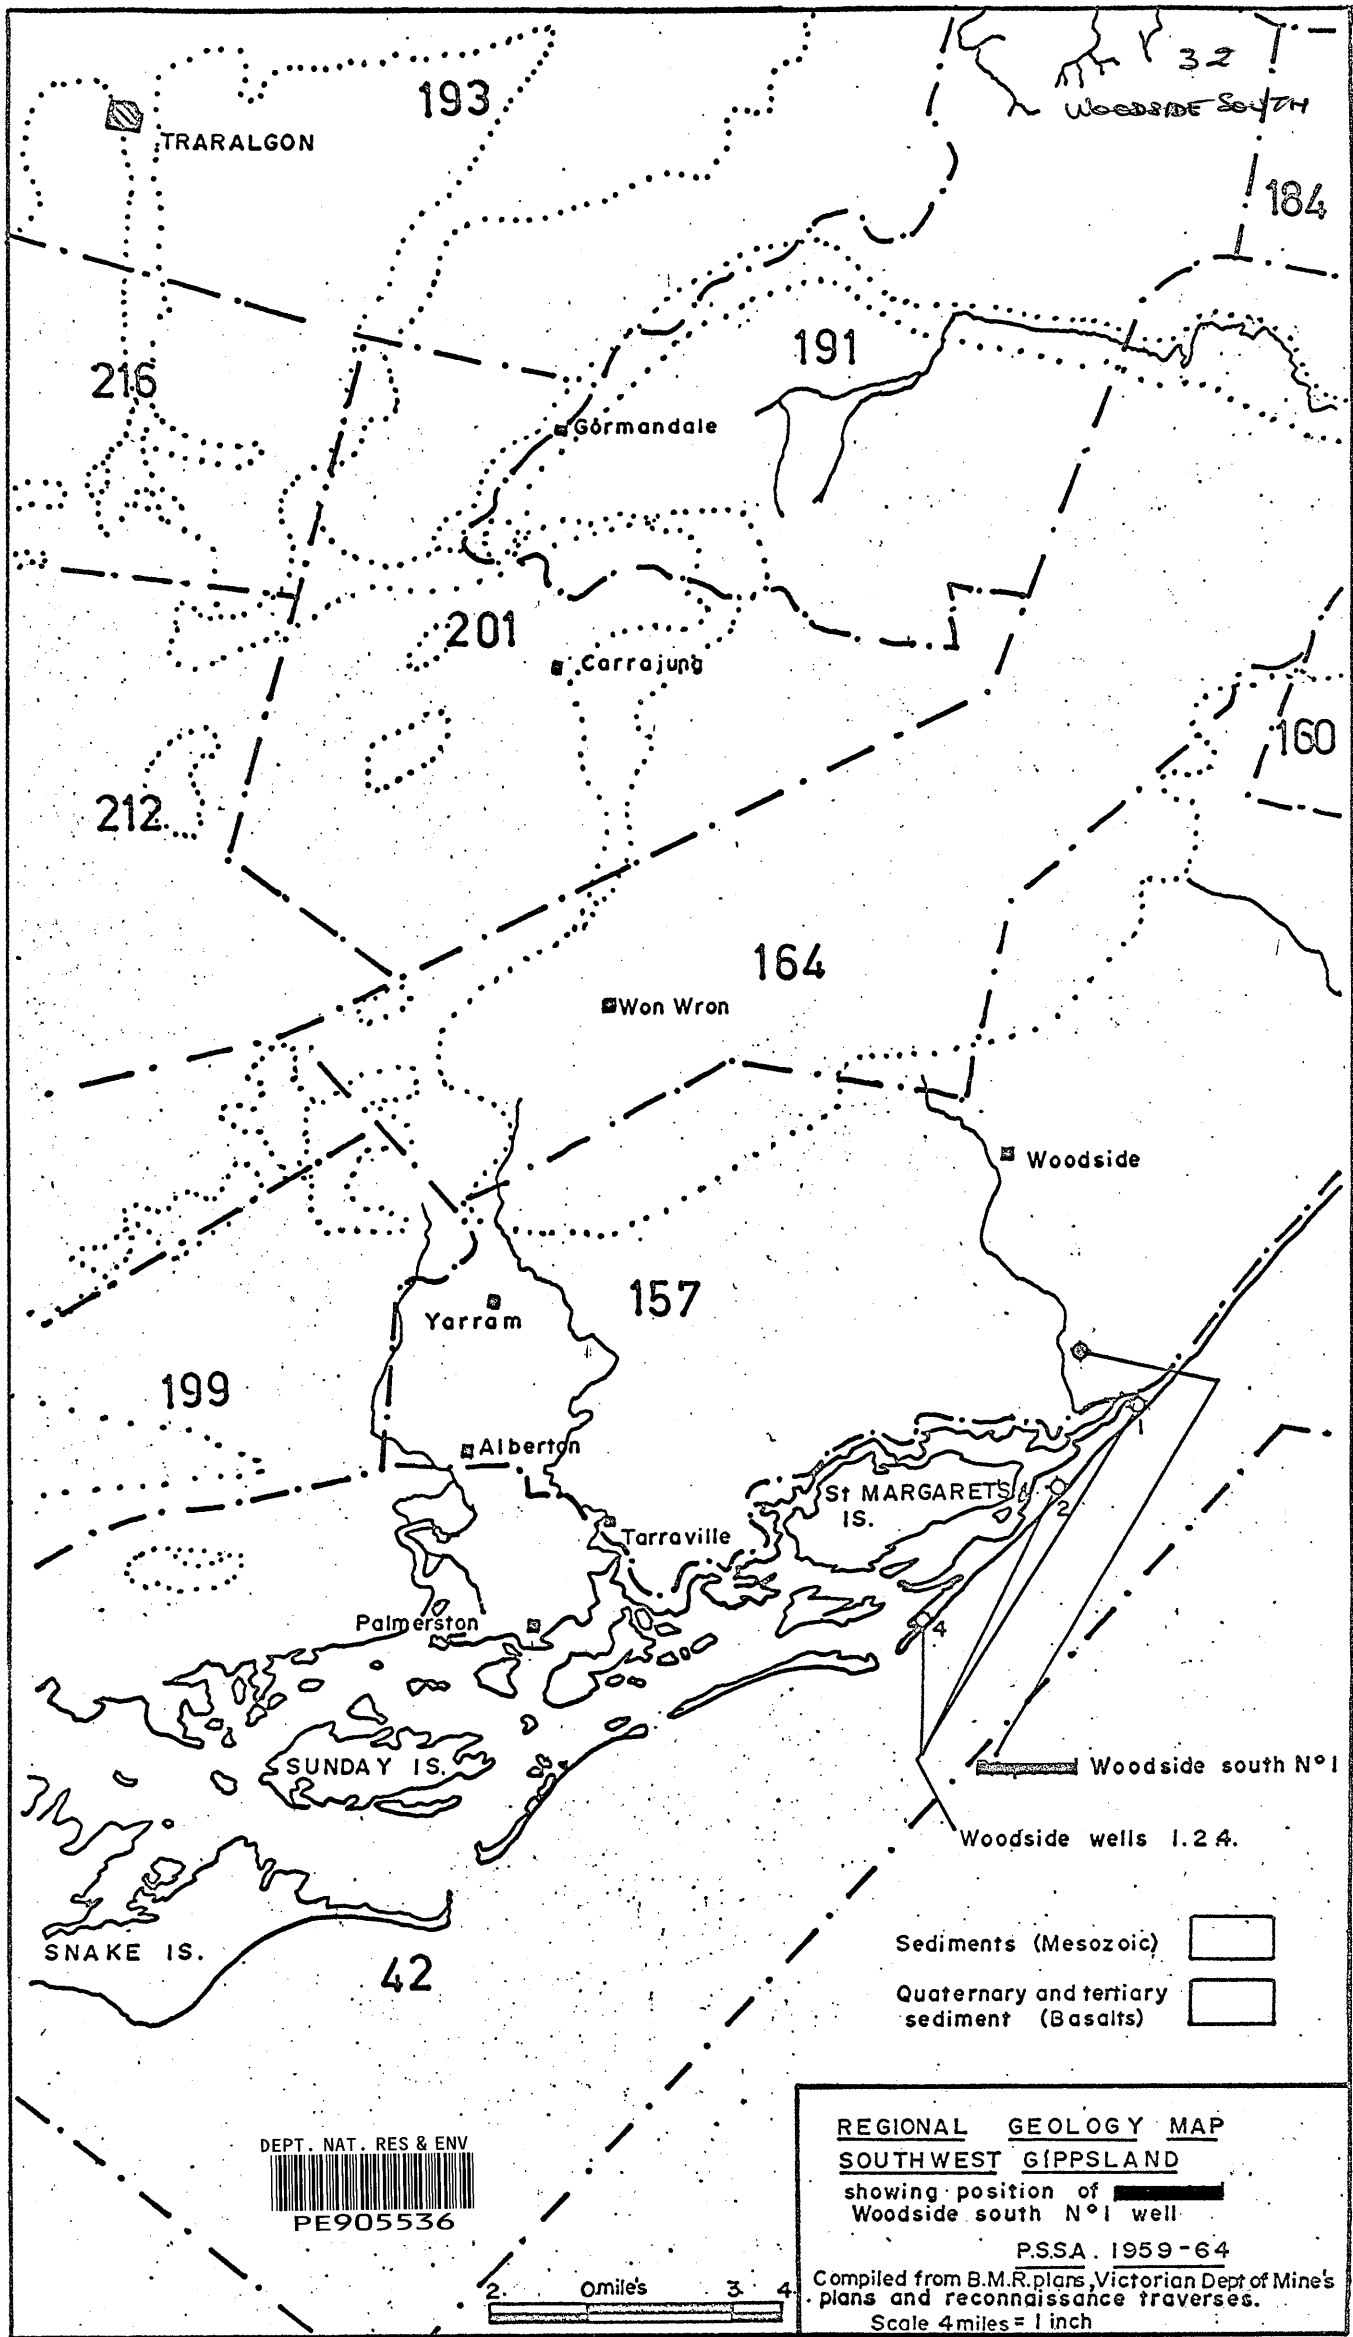 32
WOODSIDE SOUTH
193
TRARALGON
184
191
216
Gormandale
201
Carrajung
160
212
164
Won Wron
Woodside
157
Yarram
199
1
Alberton
St MARGARETS
IS.
2
Tarraville
4
Palmerston
SUNDAY IS.
Woodside south Nº1
Woodside wells 1.2.4.
SNAKE IS.
42
Sediments (Mesozoic)
Quaternary and tertiary
sediment (Basalts)
DEPT. NAT. RES & ENV
PE905536
REGIONAL GEOLOGY MAP
SOUTHWEST GIPPSLAND
showing position of
Woodside south Nº1 well
P.S.S.A. 1959-64
Compiled from B.M.R. plans, Victorian Dept of Mine's
plans and reconnaissance traverses.
Scale 4 miles = 1 inch
2. 0 mile's 3 4